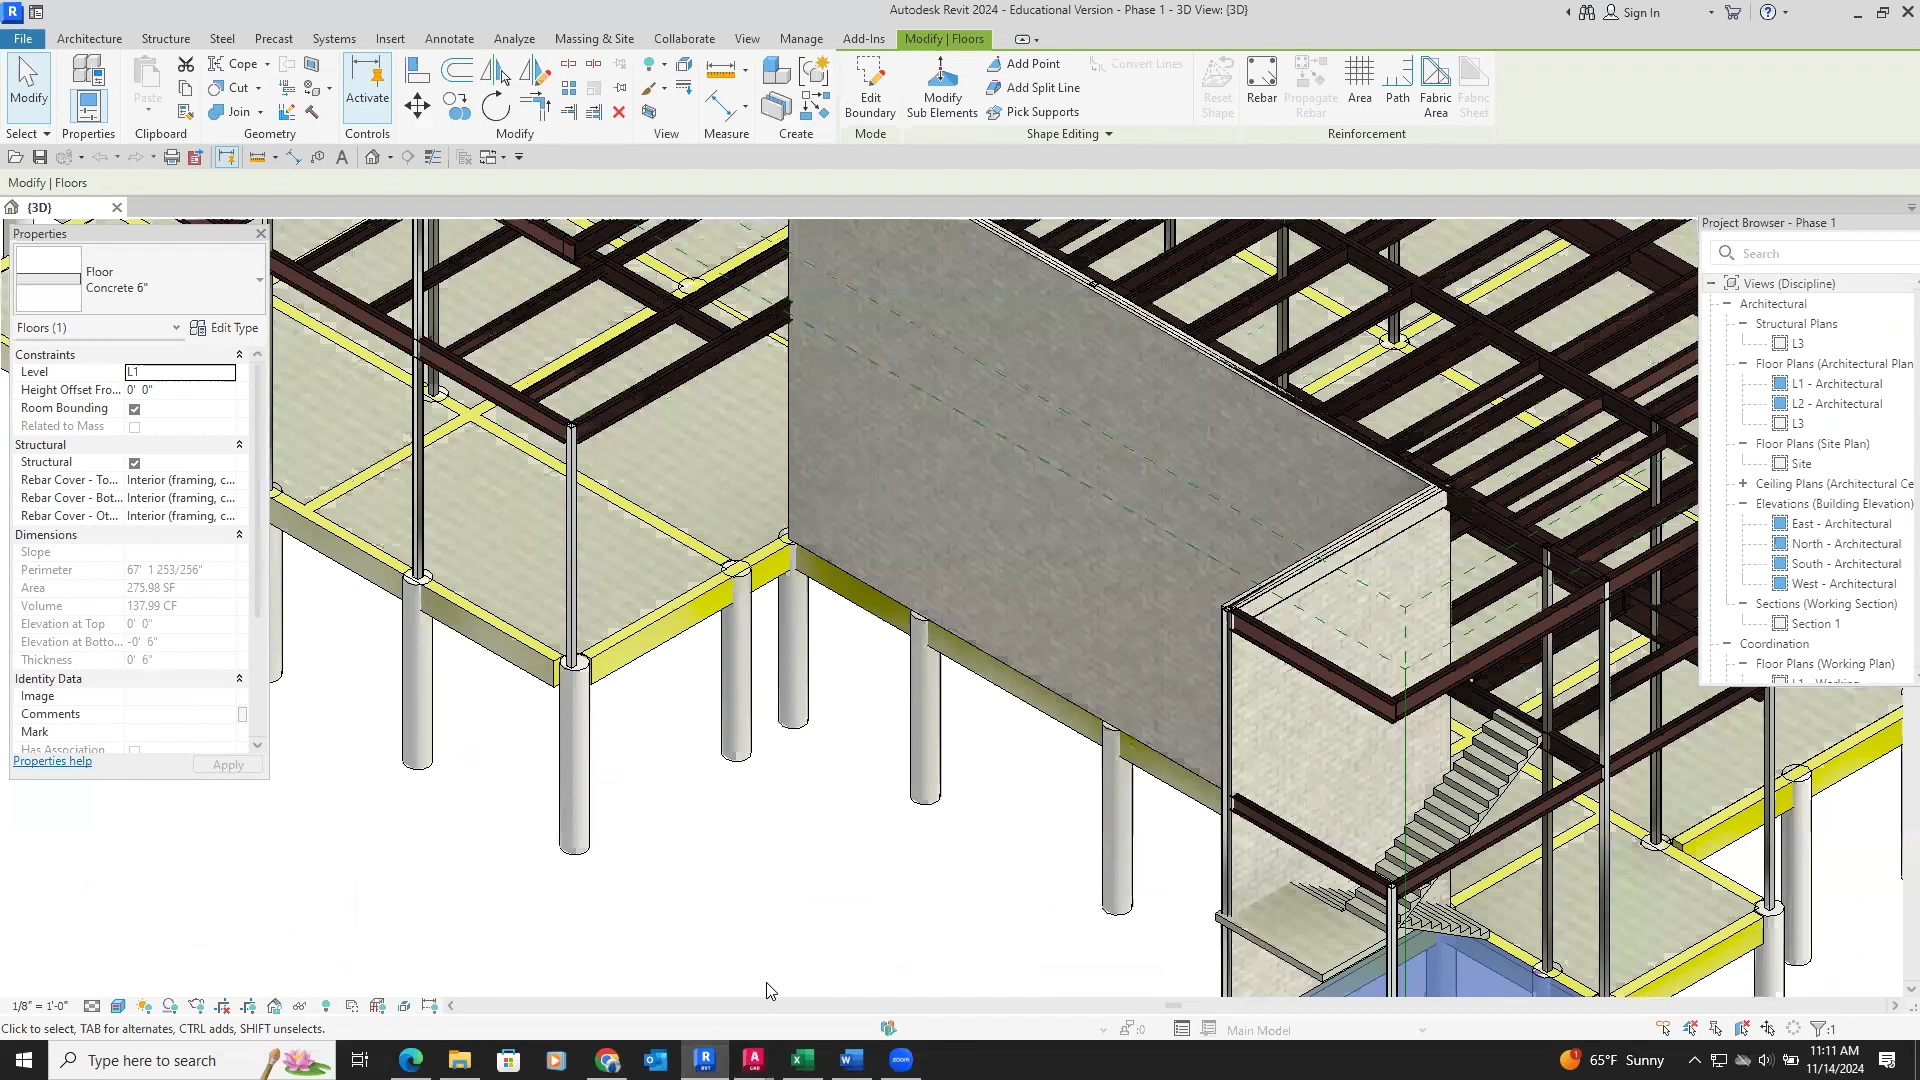 Autodesk Revit 2024 - Educational Version - Phase 1 - 3D View: {3D}
Sign In
File Architecture Structure Steel Precast Systems Insert Annotate Analyze Massing & Site Collaborate View Manage Add-Ins Modify | Floors
Modify
Select
Properties
Paste
Clipboard
Cope
Cut
Join
Geometry
Activate
Controls
Modify
View
Measure
Create
Edit
Boundary
Mode
Modify
Sub Elements
Add Point
Add Split Line
Pick Supports
Convert Lines
Reset
Shape
Shape Editing
Rebar
Propagate
Rebar
Area
Path
Fabric
Area
Fabric
Sheet
Reinforcement
Modify | Floors
{3D}
Properties
Floor
Concrete 6"
Floors (1)
Edit Type
Constraints
Level L1
Height Offset Fro... 0' 0"
Room Bounding
Related to Mass
Structural
Structural
Rebar Cover - To... Interior (framing, c...
Rebar Cover - Bot... Interior (framing, c...
Rebar Cover - Ot... Interior (framing, c...
Dimensions
Slope
Perimeter 67' 1 253/256"
Area 275.98 SF
Volume 137.99 CF
Elevation at Top 0' 0"
Elevation at Botto... -0' 6"
Thickness 0' 6"
Identity Data
Image
Comments
Mark
Has Association
Properties help
Apply
Project Browser - Phase 1
Search
Views (Discipline)
Architectural
Structural Plans
L3
Floor Plans (Architectural Plan
L1 - Architectural
L2 - Architectural
L3
Floor Plans (Site Plan)
Site
Ceiling Plans (Architectural Ce
Elevations (Building Elevation)
East - Architectural
North - Architectural
South - Architectural
West - Architectural
Sections (Working Section)
Section 1
Coordination
Floor Plans (Working Plan)
L1 - Working
1/8" = 1'-0"
Click to select, TAB for alternates, CTRL adds, SHIFT unselects.
:0
Main Model
:1
Type here to search
zoom
65°F Sunny
11:11 AM
11/14/2024